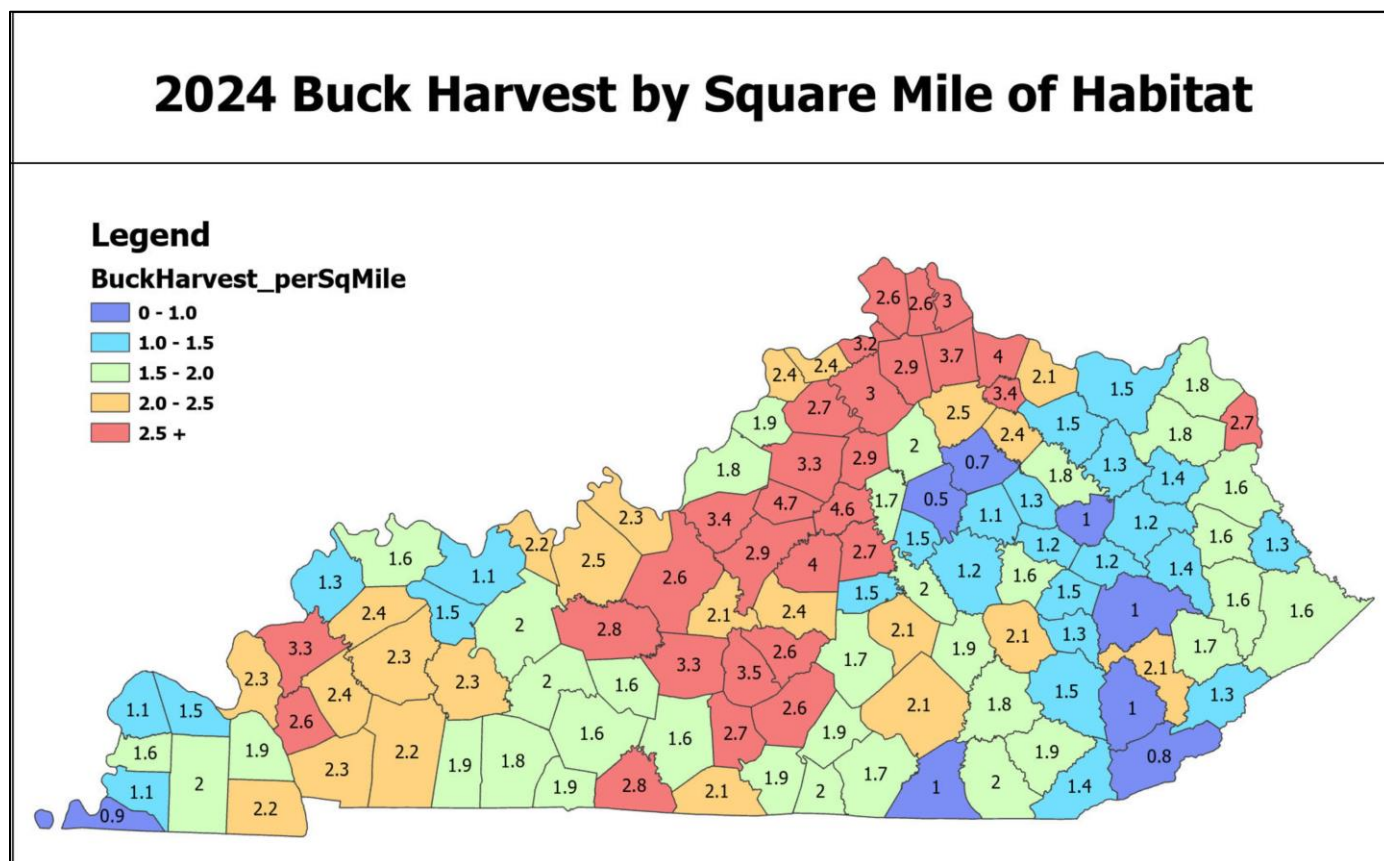 2024 Buck Harvest by Square Mile of Habitat
Legend
BuckHarvest_perSqMile
0 - 1.0
1.0 - 1.5
1.5 - 2.0
2.0 - 2.5
2.5 +
2.6 2.6 3
3.2 2.9 3.7 4 2.1
2.4 2.4 3 3.4 1.5 1.8
1.9 2.7 2.5 2.4 1.5 1.8 2.7
1.8 3.3 2.9 2 0.7 1.8 1.3 1.4 1.6
3.4 4.7 4.6 1.7 0.5 1.1 1.3 1 1.2 1.6 1.3
2.2 2.5 2.3 2.9 4 2.7 1.5 1.2 1.2 1.2 1.4
1.3 1.6 1.1 2.6 1.5 2 1.6 1.5 1 1.6 1.6
2.4 1.5 2 2.8 2.1 2.4 2.1 1.9 2.1 1.3 2.1 1.7
3.3 2.3 2.3 2.6 1.7
2.3 2.4 2.3 2 1.6 3.3 3.5 2.6 2.1 1.8 1.5 1 1.3
1.1 1.5 2.6 2.2 1.6 1.6 2.7 1.9 1.9 0.8
1.6 1.9 2.3 1.9 1.8 1.9 2.8 2.1 1.9 2 1.7 1 2 1.4
1.1 2 2.2
0.9